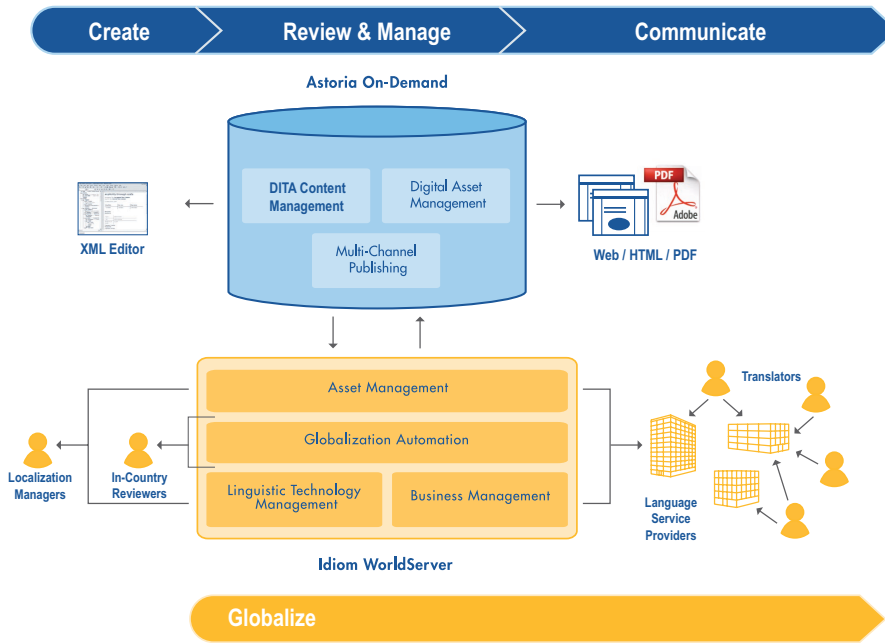 Create
Review & Manage
Communicate
Astoria On-Demand
DITA Content
Management
Digital Asset
Management
Multi-Channel
Publishing
XML Editor
PDF
Adobe
Web / HTML / PDF
Asset Management
Globalization Automation
Linguistic Technology
Management
Business Management
Localization
Managers
In-Country
Reviewers
Translators
Language
Service
Providers
Idiom WorldServer
Globalize